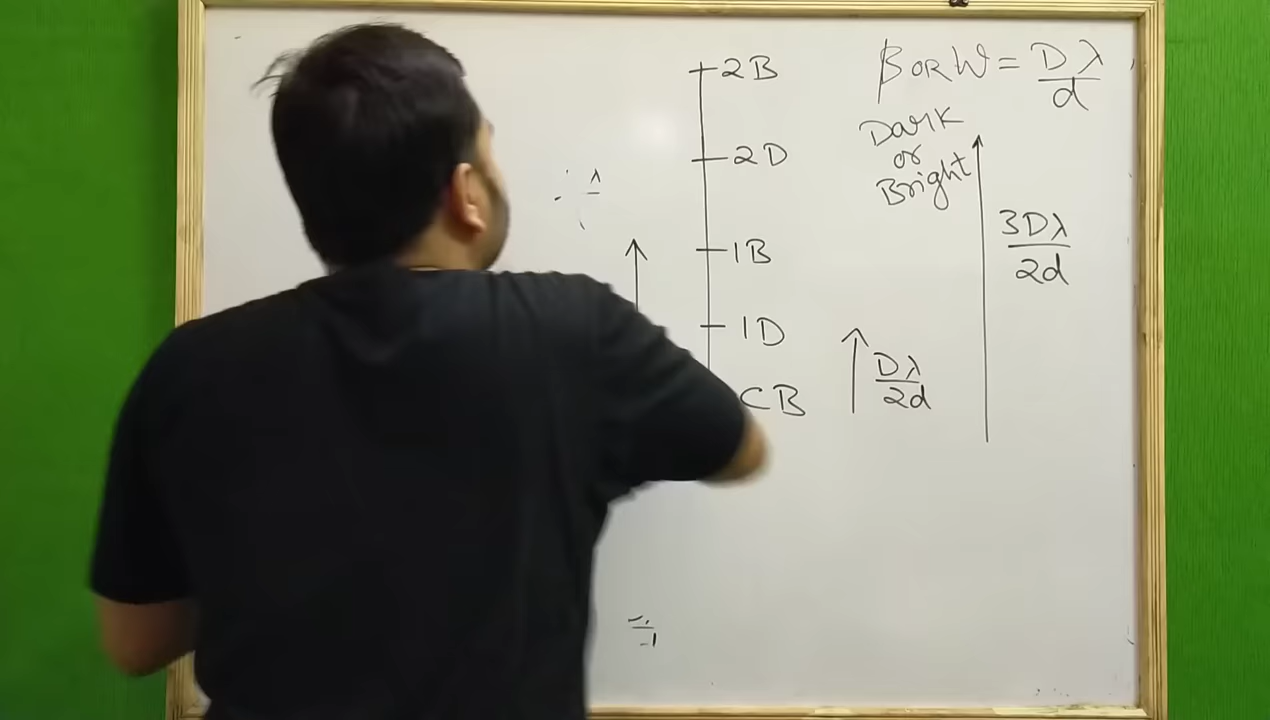 2B
2D
1B
1D
CB
β OR W = Dλ/d
Dark
or
Bright
3Dλ/2d
Dλ/2d